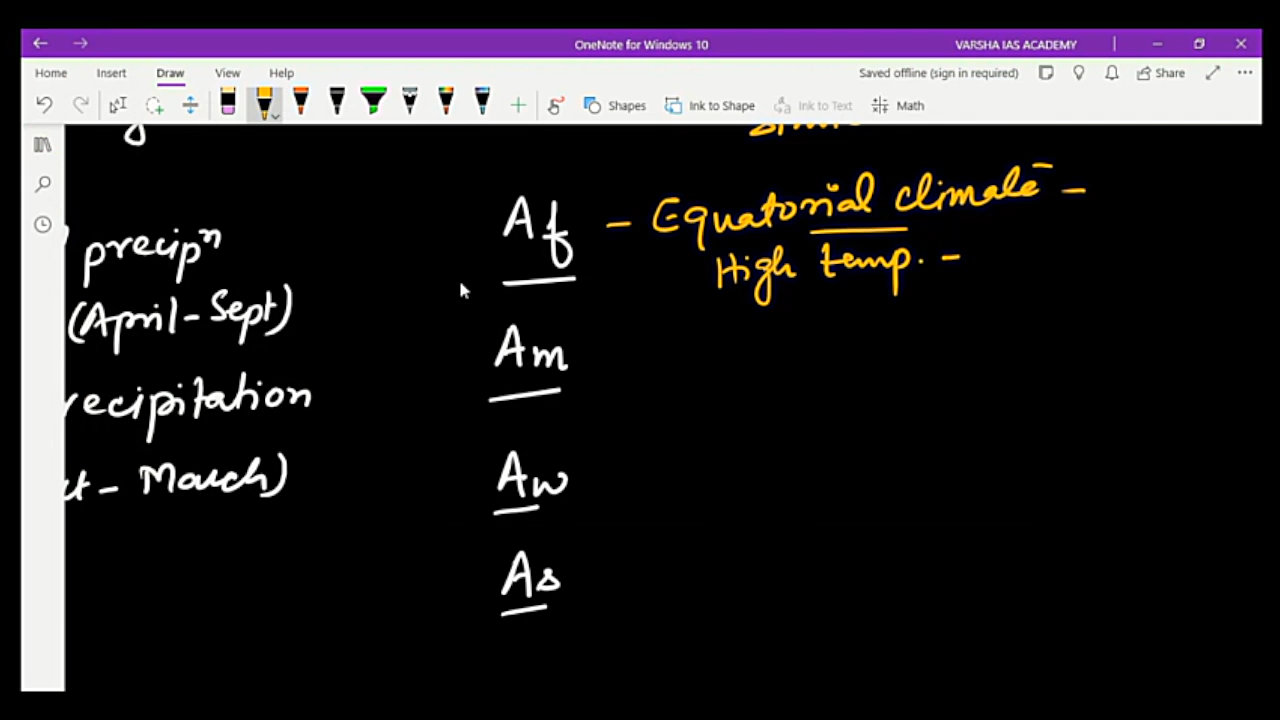 OneNote for Windows 10
VARSHA IAS ACADEMY
Home Insert Draw View Help
Saved offline (sign in required)
Share
Shapes Ink to Shape Ink to Text Math
Af - Equatorial climate -
High temp. -
precipn
(April - Sept)
Am
recipitation
Aw
t - March)
As